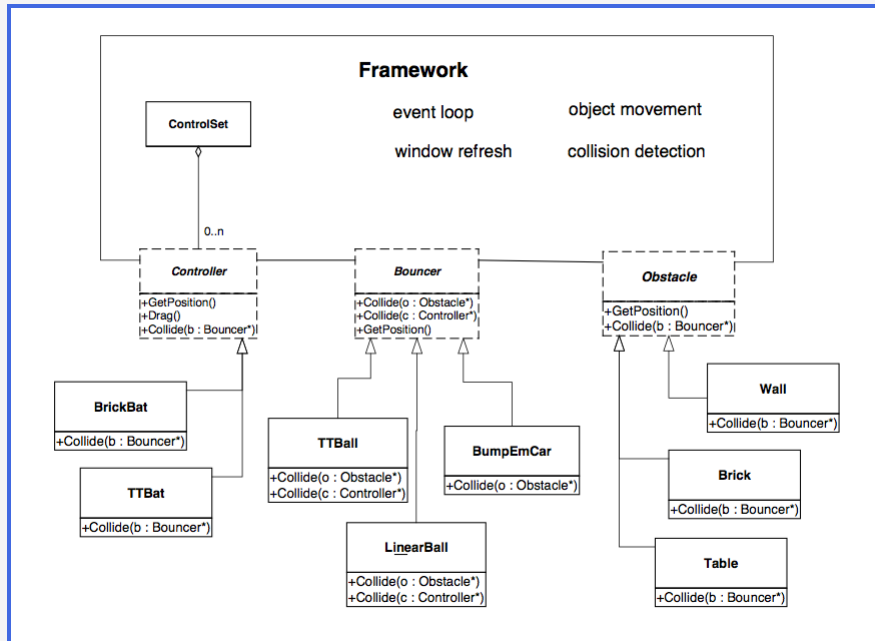 Framework
event loop
object movement
window refresh
collision detection
ControlSet
0..n
Controller
+GetPosition()
+Drag()
+Collide(b : Bouncer*)
Bouncer
+Collide(o : Obstacle*)
+Collide(c : Controller*)
+GetPosition()
Obstacle
+GetPosition()
+Collide(b : Bouncer*)
BrickBat
+Collide(b : Bouncer*)
TTBat
+Collide(b : Bouncer*)
TTBall
+Collide(o : Obstacle*)
+Collide(c : Controller*)
LinearBall
+Collide(o : Obstacle*)
+Collide(c : Controller*)
BumpEmCar
+Collide(o : Obstacle*)
Wall
+Collide(b : Bouncer*)
Brick
+Collide(b : Bouncer*)
Table
+Collide(b : Bouncer*)